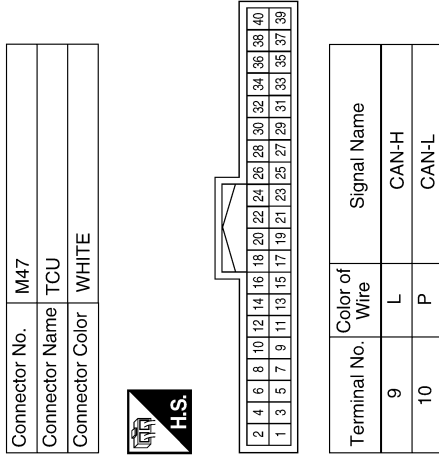 Connector No. M47
Connector Name TCU
Connector Color WHITE
H.S.
2 4 6 8 10 12 14 16 18 20 22 24 26 28 30 32 34 36 38 40
1 3 5 7 9 11 13 15 17 19 21 23 25 27 29 31 33 35 37 39
Terminal No. Color of Wire Signal Name
9 L CAN-H
10 P CAN-L